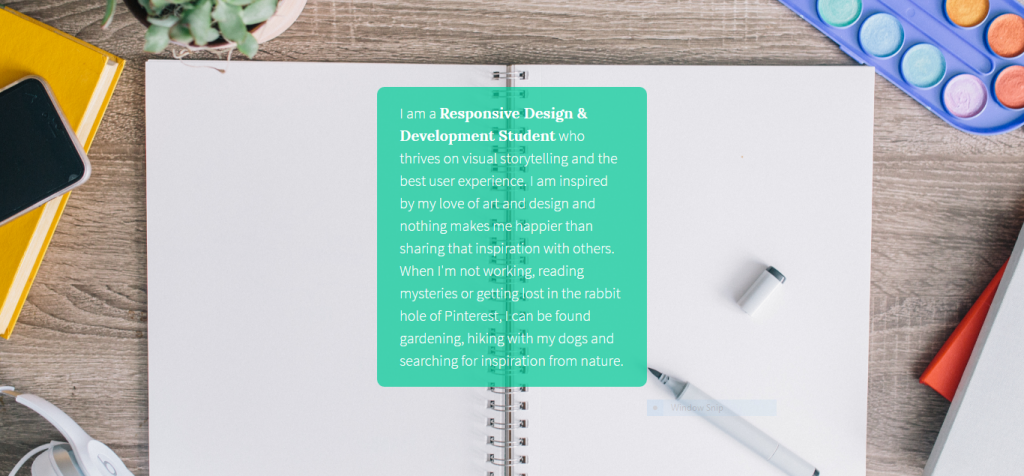 I am a Responsive Design &
Development Student who
thrives on visual storytelling and the
best user experience. I am inspired
by my love of art and design and
nothing makes me happier than
sharing that inspiration with others.
When I'm not working, reading
mysteries or getting lost in the rabbit
hole of Pinterest, I can be found
gardening, hiking with my dogs and
searching for inspiration from nature.
Window Snip